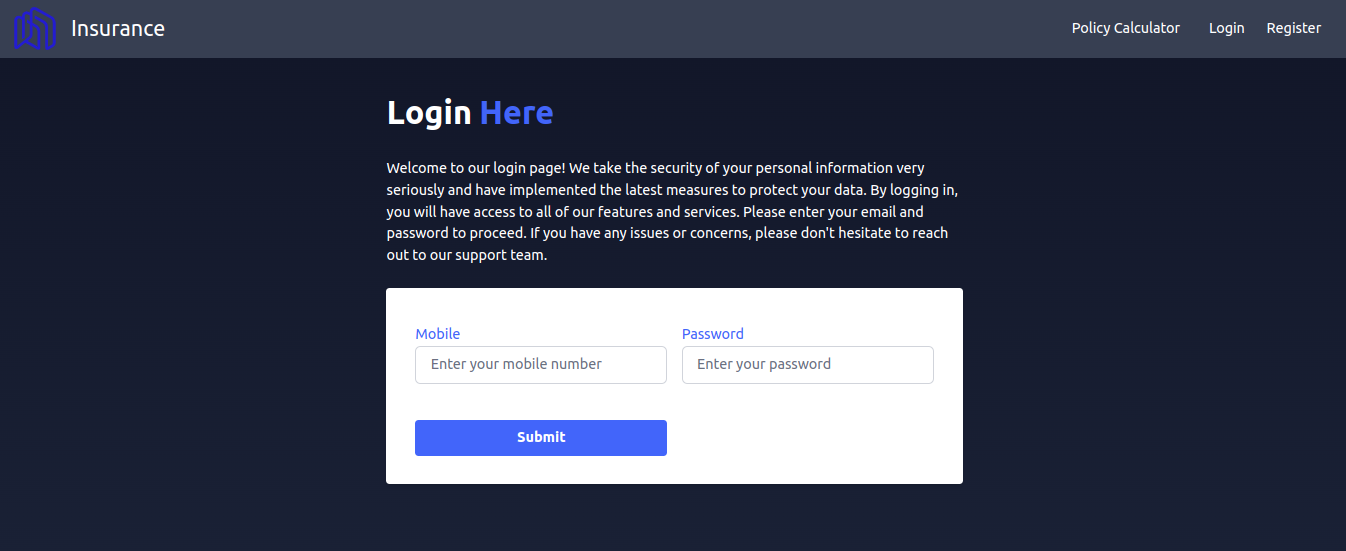 Insurance
Policy Calculator
Login
Register
Login Here
Welcome to our login page! We take the security of your personal information very
seriously and have implemented the latest measures to protect your data. By logging in,
you will have access to all of our features and services. Please enter your email and
password to proceed. If you have any issues or concerns, please don't hesitate to reach
out to our support team.
Mobile
Password
Enter your mobile number
Enter your password
Submit